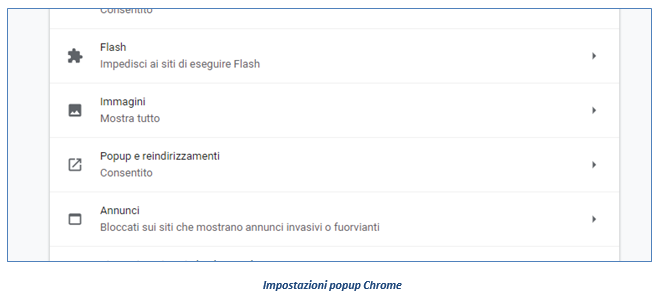 Consentito
Flash
Impedisci ai siti di eseguire Flash
Immagini
Mostra tutto
Popup e reindirizzamenti
Consentito
Annunci
Bloccati sui siti che mostrano annunci invasivi o fuorvianti
Impostazioni popup Chrome